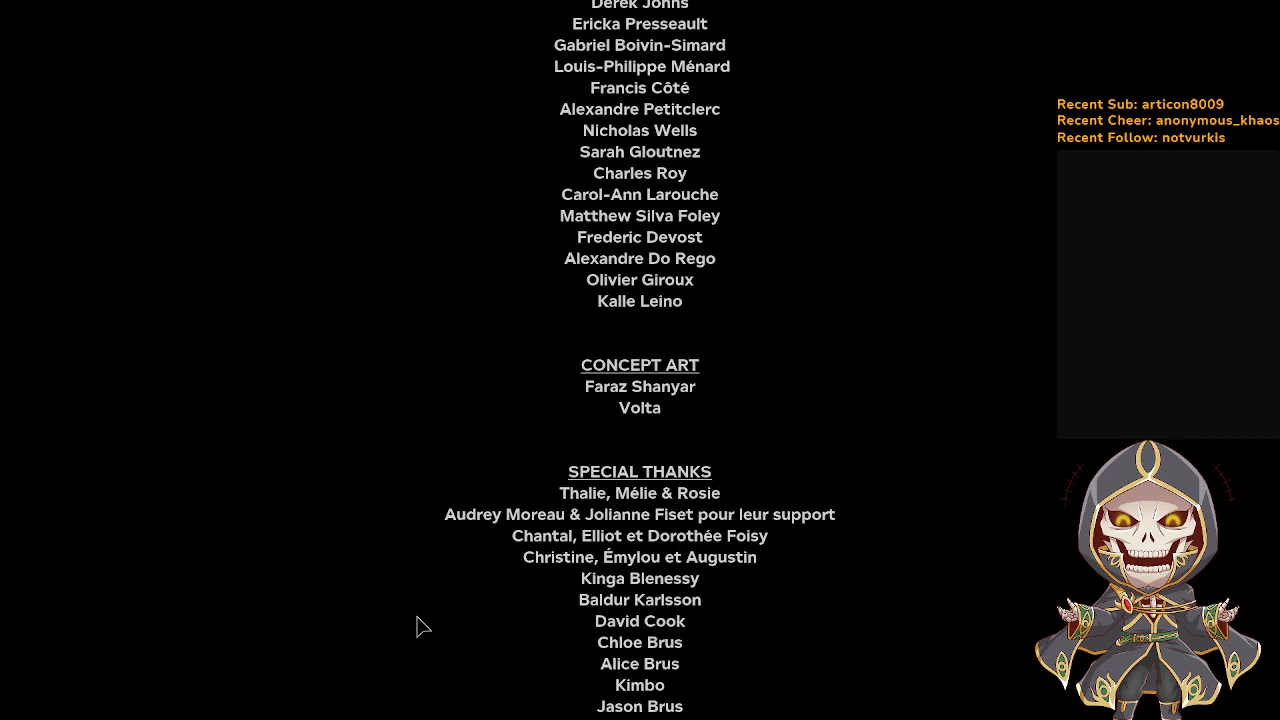 Derek Johns
Ericka Presseault
Gabriel Boivin-Simard
Louis-Philippe Ménard
Francis Côté
Alexandre Petitclerc
Nicholas Wells
Sarah Gloutnez
Charles Roy
Carol-Ann Larouche
Matthew Silva Foley
Frederic Devost
Alexandre Do Rego
Olivier Giroux
Kalle Leino
CONCEPT ART
Faraz Shanyar
Volta
SPECIAL THANKS
Thalie, Mélie & Rosie
Audrey Moreau & Jolianne Fiset pour leur support
Chantal, Elliot et Dorothée Foisy
Christine, Émylou et Augustin
Kinga Blenessy
Baldur Karlsson
David Cook
Chloe Brus
Alice Brus
Kimbo
Jason Brus
Recent Sub: articon8009
Recent Cheer: anonymous_khaos
Recent Follow: notvurkis